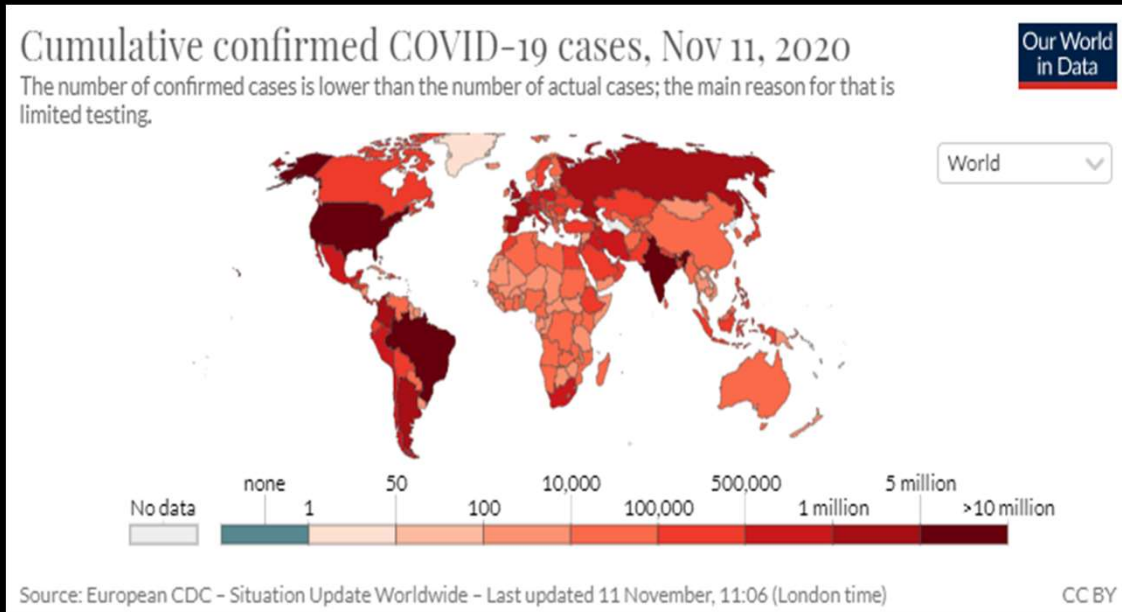 Cumulative confirmed COVID-19 cases, Nov 11, 2020
Our World
in Data
The number of confirmed cases is lower than the number of actual cases; the main reason for that is
limited testing.
World
No data
none
1
50
100
10,000
100,000
500,000
1 million
5 million
>10 million
Source: European CDC – Situation Update Worldwide – Last updated 11 November, 11:06 (London time)
CC BY